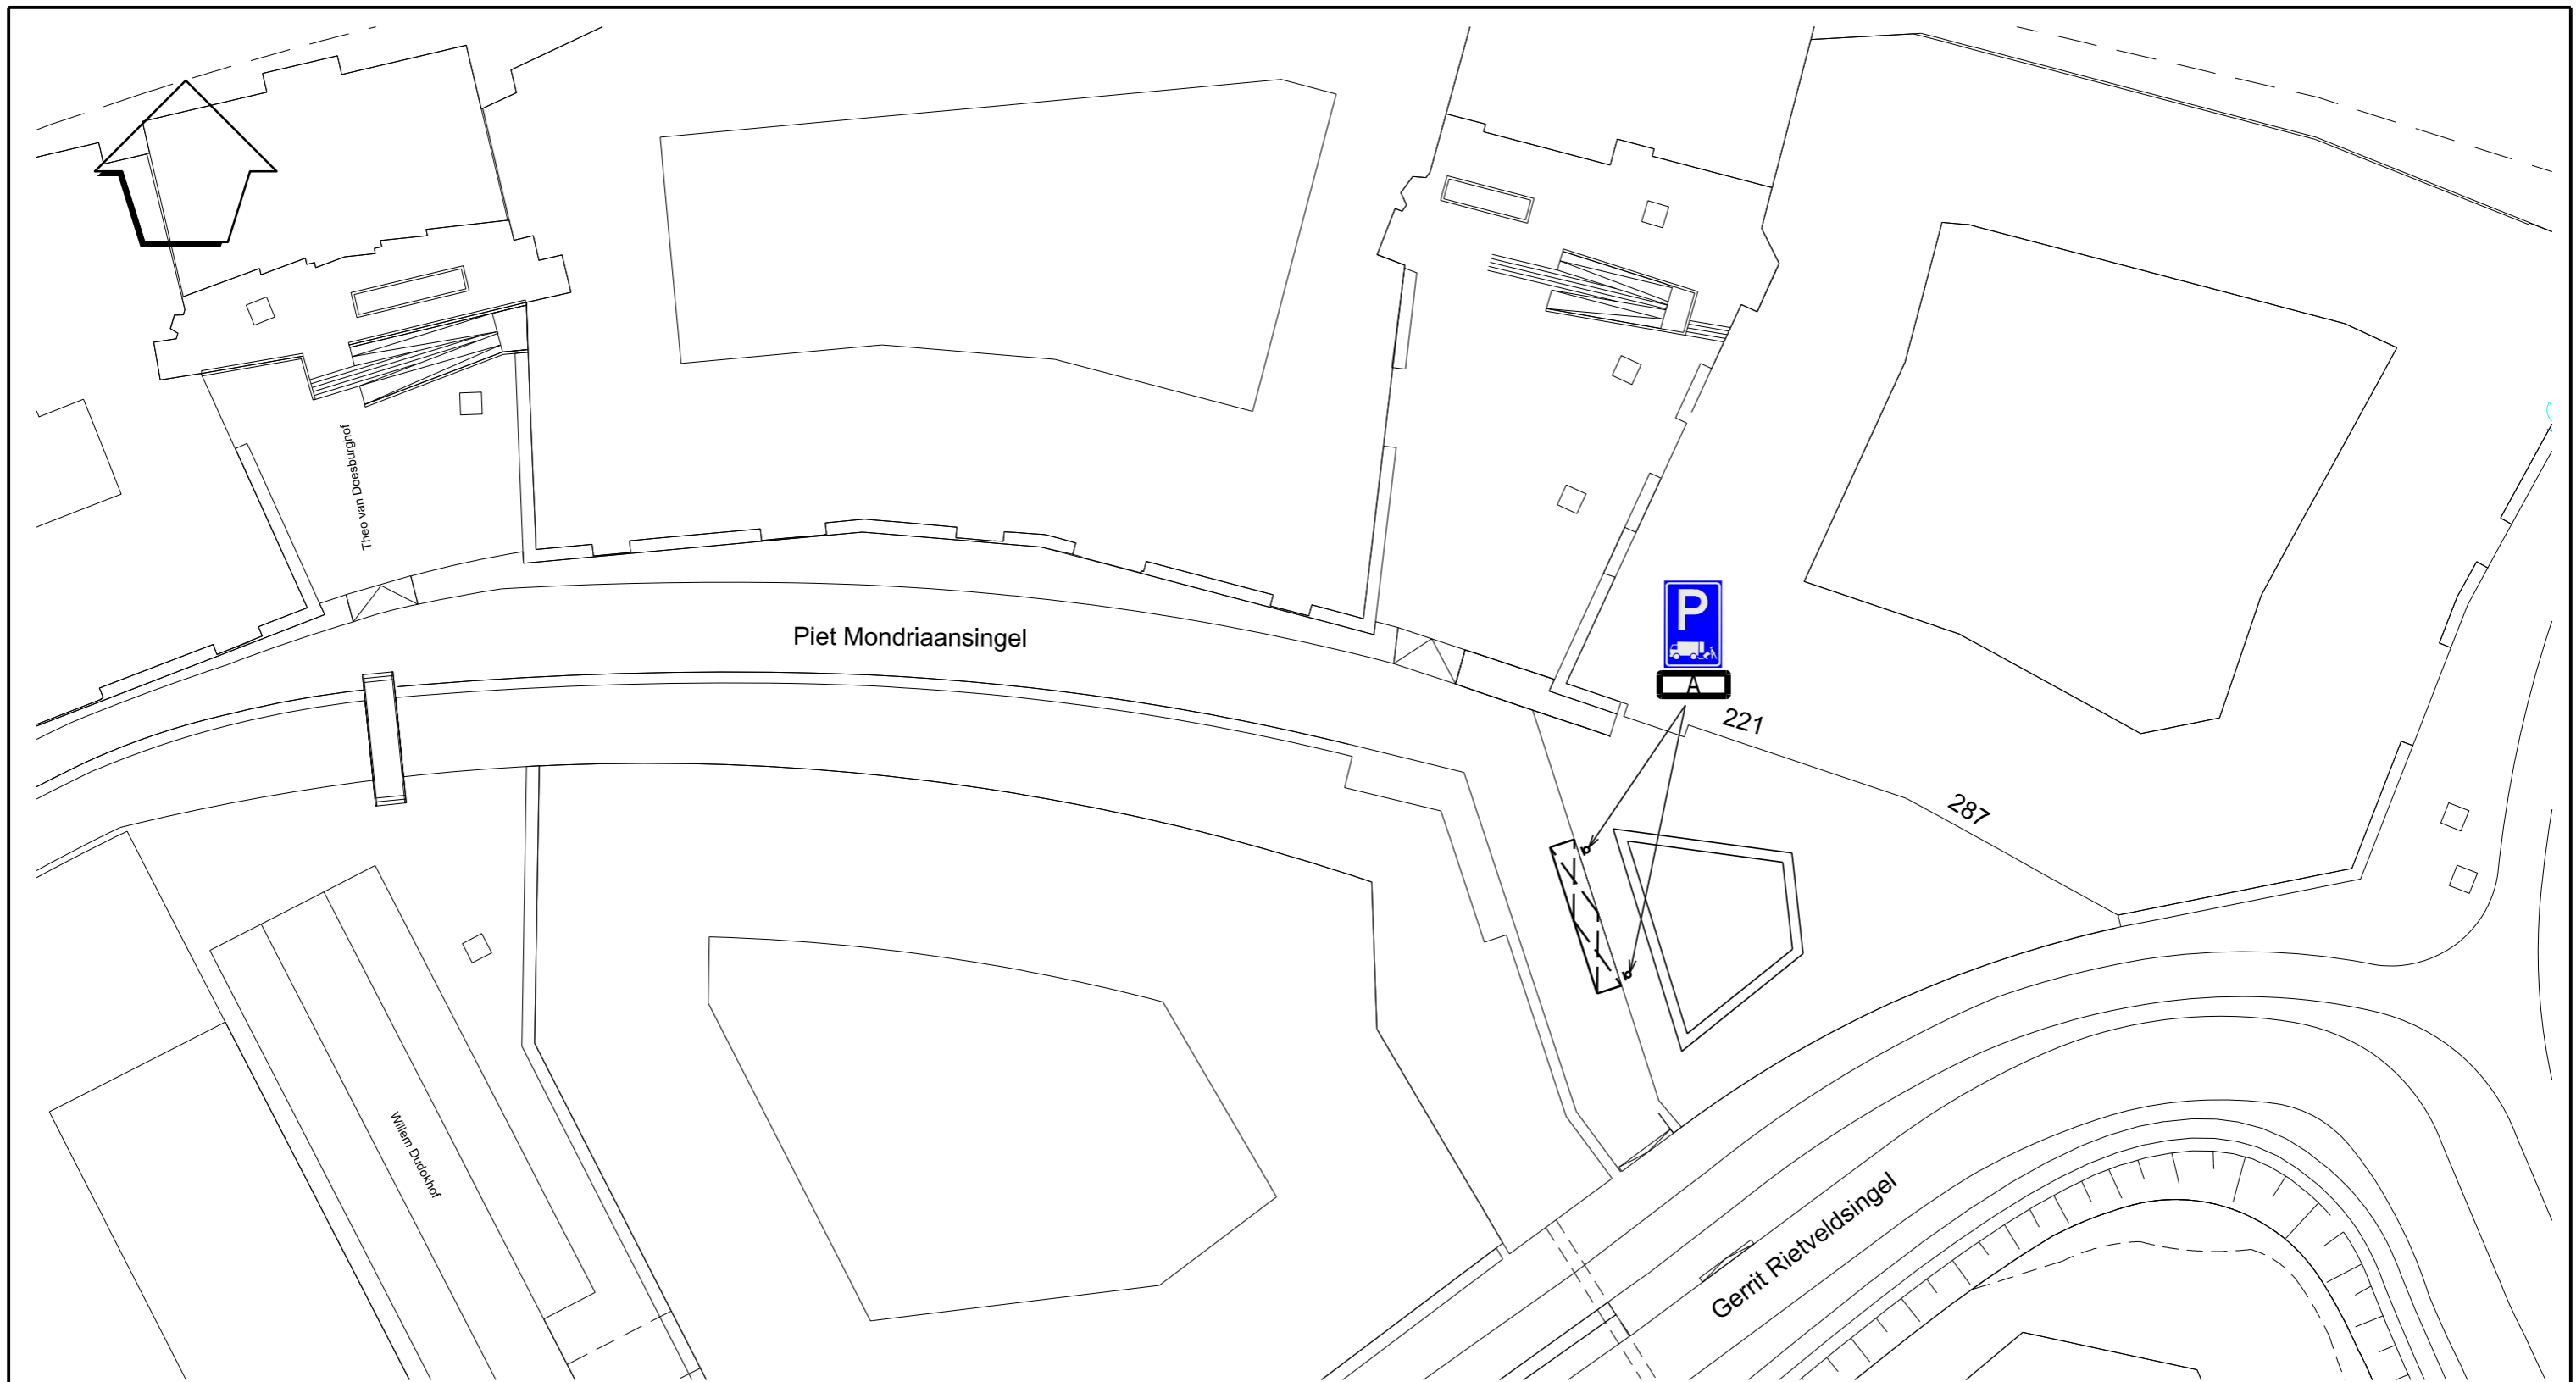 Theo van Doesburghof
Piet Mondriaansingel
P
A
221
287
Willem Dudokhof
Gerrit Rietveldsingel